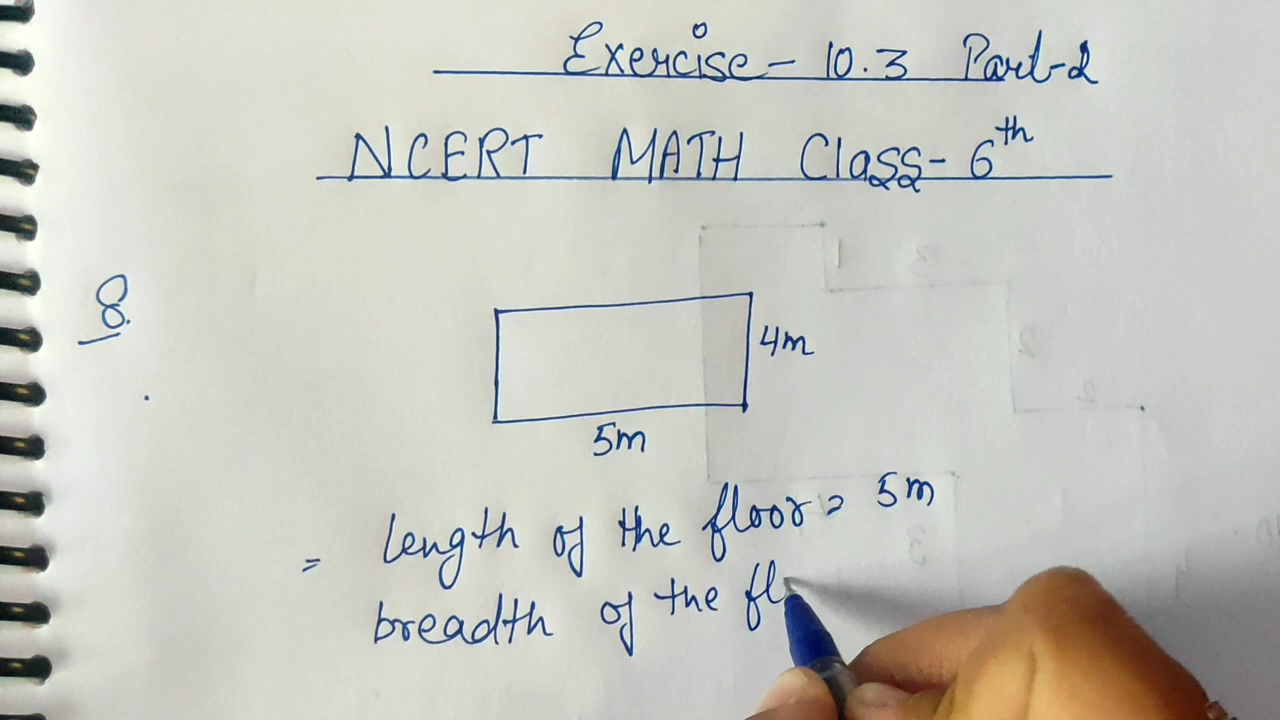 Exercise - 10.3 Part-2
NCERT MATH Class- 6th
8.
4m
5m
= length of the floor = 5m
breadth of the fl